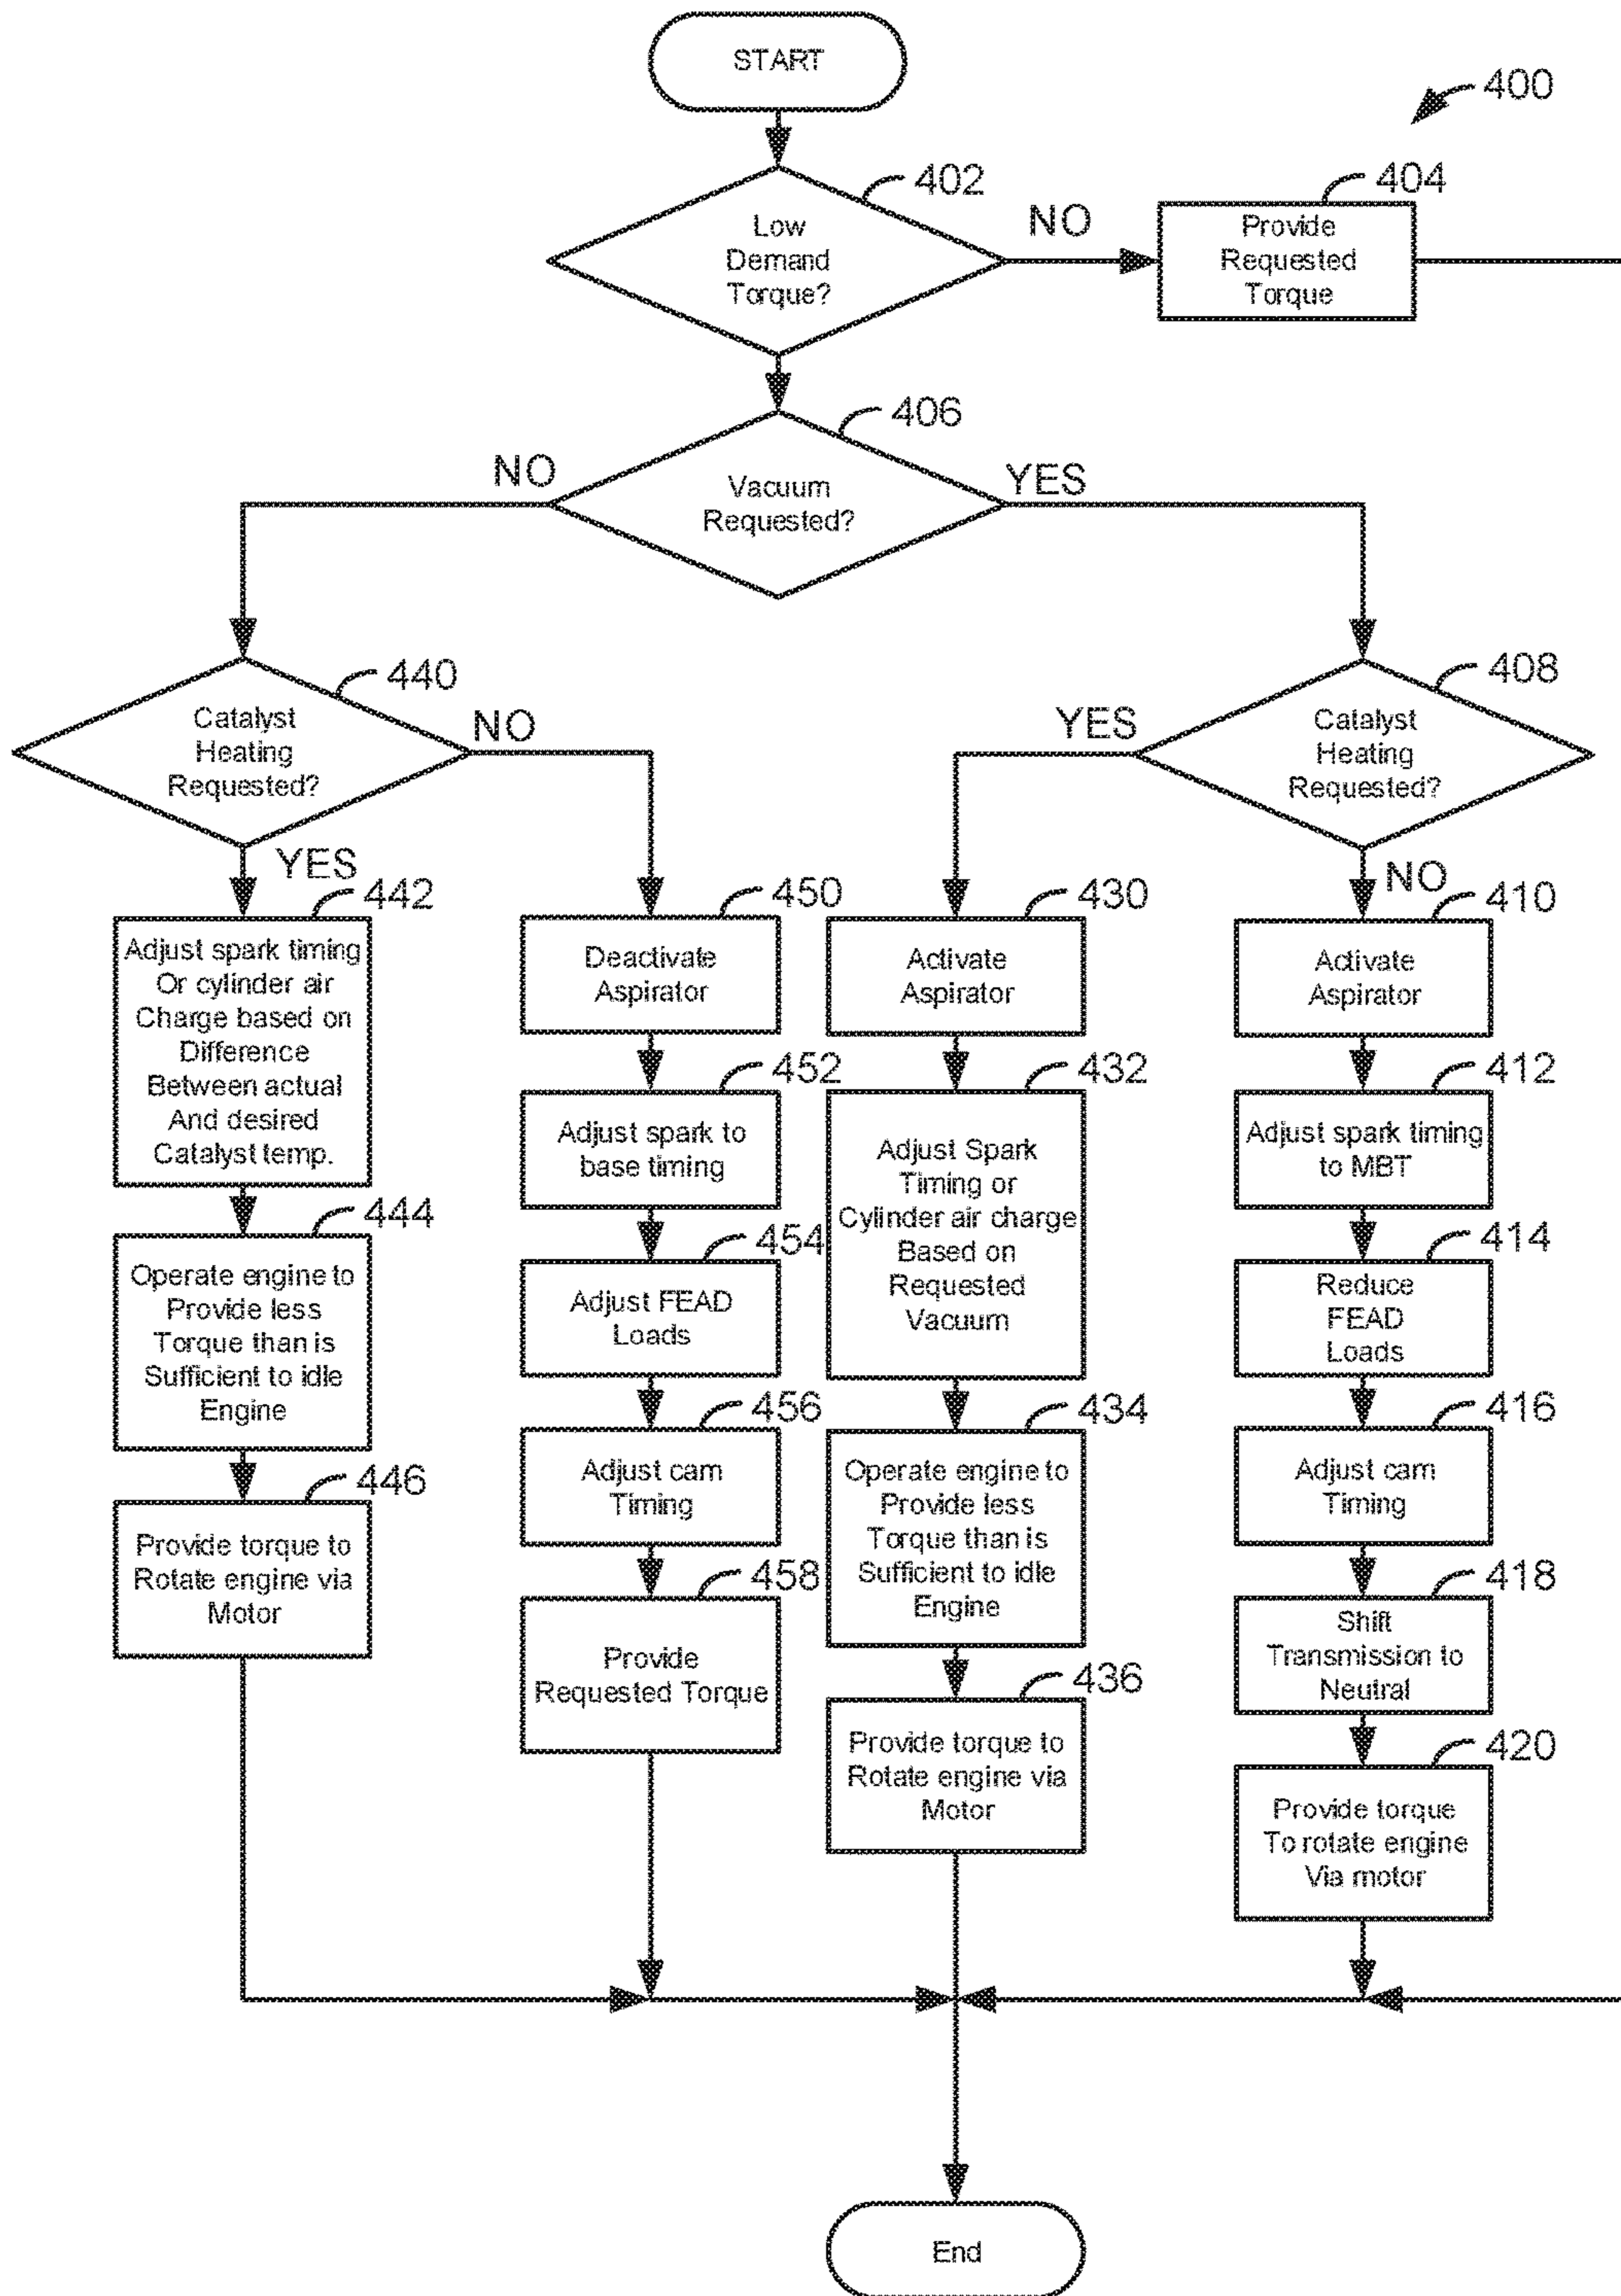 START
400
402
Low
Demand
Torque?
NO
404
Provide
Requested
Torque
406
Vacuum
Requested?
NO
YES
440
Catalyst
Heating
Requested?
NO
YES
408
Catalyst
Heating
Requested?
YES
NO
442
Adjust spark timing
Or cylinder air
Charge based on
Difference
Between actual
And desired
Catalyst temp.
444
Operate engine to
Provide less
Torque than is
Sufficient to idle
Engine
446
Provide torque to
Rotate engine via
Motor
450
Deactivate
Aspirator
452
Adjust spark to
base timing
454
Adjust FEAD
Loads
456
Adjust cam
Timing
458
Provide
Requested Torque
430
Activate
Aspirator
432
Adjust Spark
Timing or
Cylinder air charge
Based on
Requested
Vacuum
434
Operate engine to
Provide less
Torque than is
Sufficient to idle
Engine
436
Provide torque to
Rotate engine via
Motor
410
Activate
Aspirator
412
Adjust spark timing
to MBT
414
Reduce
FEAD
Loads
416
Adjust cam
Timing
418
Shift
Transmission to
Neutral
420
Provide torque
To rotate engine
Via motor
End